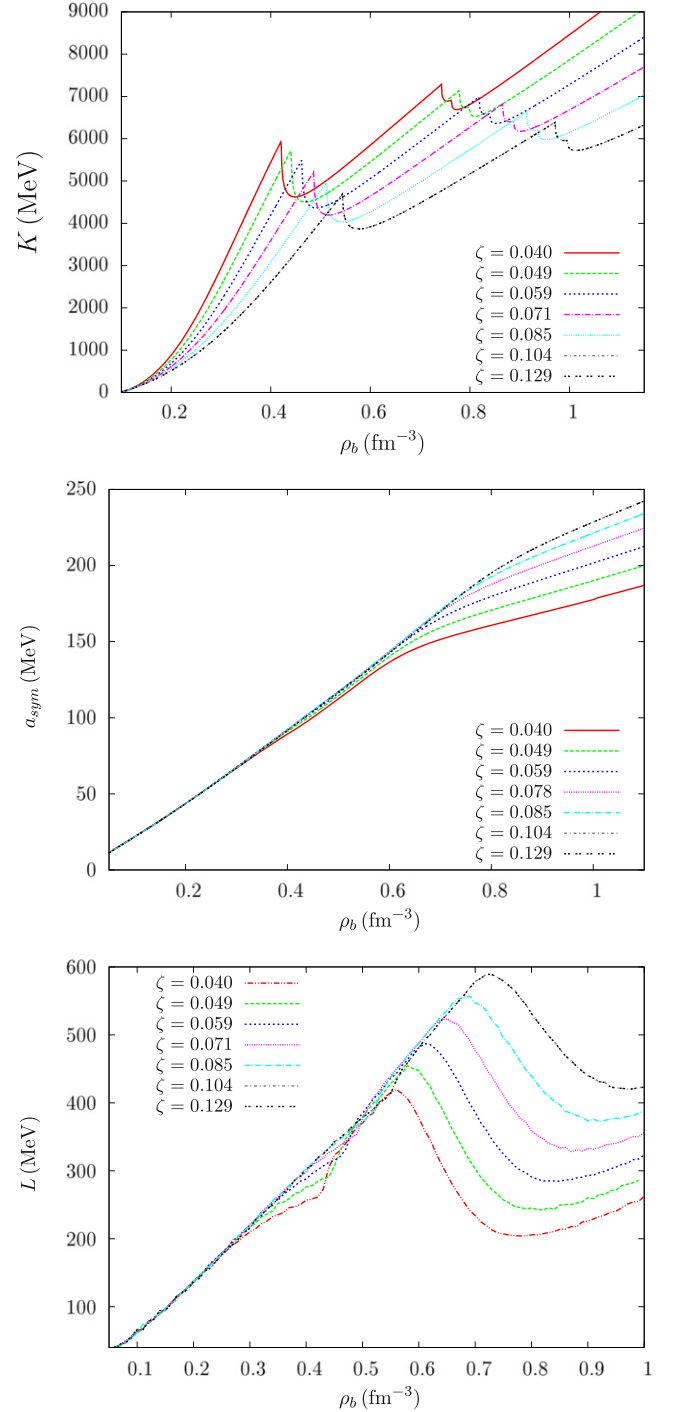 9000
8000
7000
6000
5000
4000
3000
2000
1000
0
K (MeV)
ζ = 0.040
ζ = 0.049
ζ = 0.059
ζ = 0.071
ζ = 0.085
ζ = 0.104
ζ = 0.129
0.2 0.4 0.6 0.8 1
ρ_b (fm⁻³)
250
200
150
100
50
0
a_sym (MeV)
ζ = 0.040
ζ = 0.049
ζ = 0.059
ζ = 0.078
ζ = 0.085
ζ = 0.104
ζ = 0.129
0.2 0.4 0.6 0.8 1
ρ_b (fm⁻³)
600
500
400
300
200
100
L (MeV)
ζ = 0.040
ζ = 0.049
ζ = 0.059
ζ = 0.071
ζ = 0.085
ζ = 0.104
ζ = 0.129
0.1 0.2 0.3 0.4 0.5 0.6 0.7 0.8 0.9 1
ρ_b (fm⁻³)